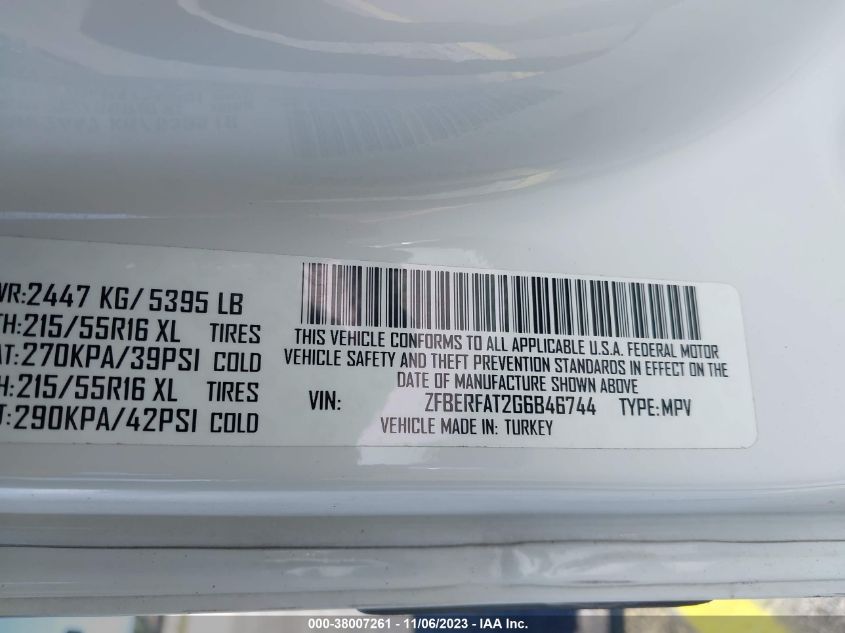 WR:2447 KG/5395 LB
TH:215/55R16 XL TIRES
AT:270KPA/39PSI COLD
H:215/55R16 XL TIRES
T:290KPA/42PSI COLD
THIS VEHICLE CONFORMS TO ALL APPLICABLE U.S.A. FEDERAL MOTOR
VEHICLE SAFETY AND THEFT PREVENTION STANDARDS IN EFFECT ON THE
DATE OF MANUFACTURE SHOWN ABOVE
VIN: ZFBERFAT2G6B46744 TYPE:MPV
VEHICLE MADE IN: TURKEY
000-38007261 - 11/06/2023 - IAA Inc.